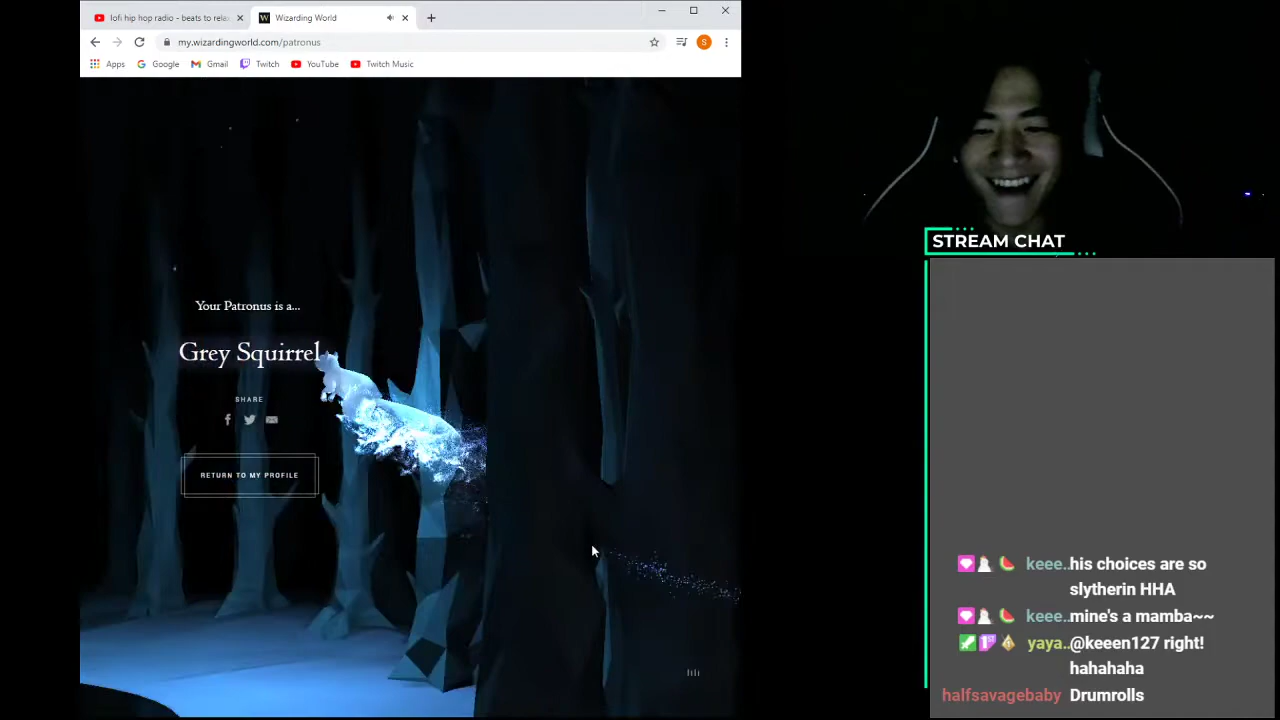 lofi hip hop radio - beats to rela
Wizarding World
my.wizardingworld.com/patronus
S
Apps Google Gmail Twitch YouTube Twitch Music
Your Patronus is a...
Grey Squirrel
SHARE
RETURN TO MY PROFILE
STREAM CHAT
keee.. his choices are so
slytherin HHA
keee.. mine's a mamba~~
yaya.. @keeen127 right!
hahahaha
halfsavagebaby Drumrolls